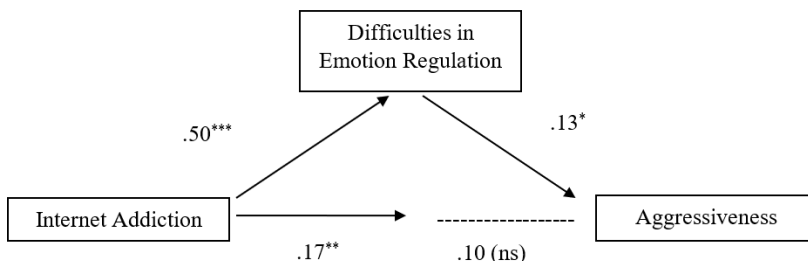 Difficulties in
Emotion Regulation
.50***
.13*
Internet Addiction
Aggressiveness
.17**
.10 (ns)